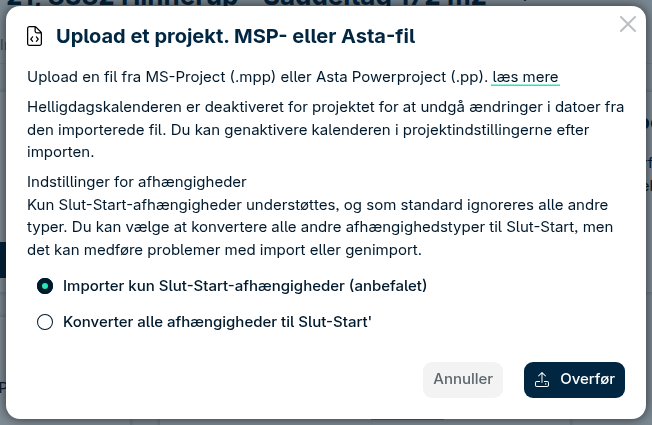 Upload et projekt. MSP- eller Asta-fil
Upload en fil fra MS-Project (.mpp) eller Asta Powerproject (.pp). læs mere
Helligdagskalenderen er deaktiveret for projektet for at undgå ændringer i datoer fra
den importerede fil. Du kan genaktivere kalenderen i projektindstillingerne efter
importen.
Indstillinger for afhængigheder
Kun Slut-Start-afhængigheder understøttes, og som standard ignoreres alle andre
typer. Du kan vælge at konvertere alle andre afhængighedstyper til Slut-Start, men
det kan medføre problemer med import eller genimport.
Importer kun Slut-Start-afhængigheder (anbefalet)
Konverter alle afhængigheder til Slut-Start'
Annuller
Overfør